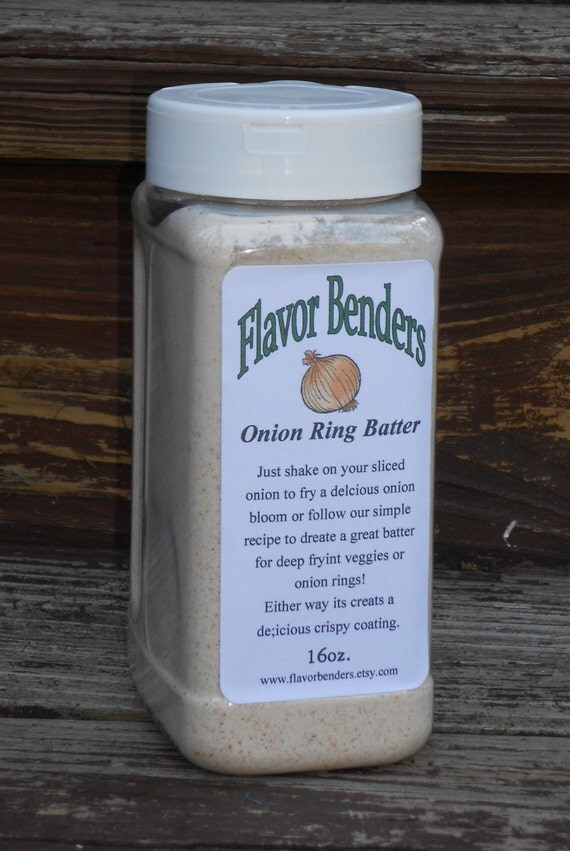 Flavor Benders
Onion Ring Batter
Just shake on your sliced
onion to fry a delcious onion
bloom or follow our simple
recipe to dreate a great batter
for deep fryint veggies or
onion rings!
Either way its creats a
de;icious crispy coating.
16oz.
www.flavorbenders.etsy.com